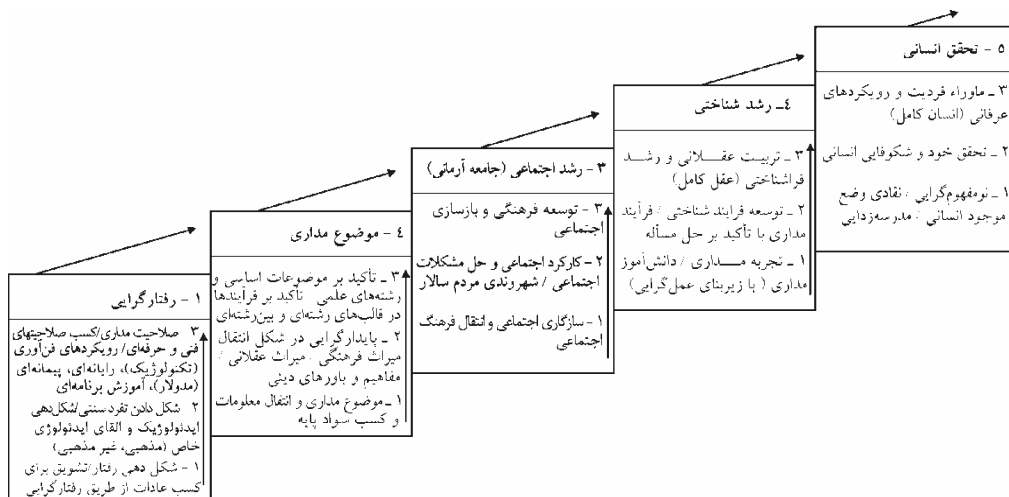 ۵ - تحقق انسانی
۳ ـ ماوراء فردیت و رویکردهای
عرفانی (انسان کامل)
۲ ـ تحقق خود و شکوفایی انسانی
۱ ـ نومفهوم‌گرایی / نقادی وضع
موجود انسانی / مدرسه‌زدایی
۴ـ رشد شناختی
۳ ـ تربیت عقــلانی و رشــد
فراشناختی (عقل کامل)
۲ ـ توسعه فرایند شناختی / فرآیند
مداری با تأکید بر حل مسأله
۱ ـ تجربه مــداری / دانش‌آموز
مداری ( با زیربنای عمل‌گرایی)
۳ - رشد اجتماعی (جامعه آرمانی)
۳ - توسعه فرهنگی و بازسازی
اجتماعی
۲ - کارکرد اجتماعی و حل مشکلات
اجتماعی / شهروندی مردم سالار
۱ - سازگاری اجتماعی و انتقال فرهنگ
اجتماعی
۴ - موضوع مداری
۳ ـ تأکید بر موضوعات اساسی و
رشته‌های علمی تأکید بر فرآیندها
در قالب‌های رشته‌ای و بین‌رشته‌ای
۲ - پایدارگرایی در شکل انتقال
میراث فرهنگی / میراث عقلانی /
مفاهیم و باورهای دینی
۱ ـ موضوع مداری و انتقال معلومات
و کسب سواد پایه
۱ - رفتارگرایی
۳ صلاحیت مداری/کسب صلاحیتهای
فنی و حرفه‌ای/ رویکردهای فن‌آوری
(تکنولوژیک)، رایانه‌ای، پیمانه‌ای
(مدولار)، آموزش برنامه‌ای
۲ شکل دادن تفرد سنتی/شکل‌دهی
ایدئولوژیک و القای ایدئولوژی
خاص (مذهبی، غیر مذهبی)
۱ - شکل دهی رفتار/تشویق برای
کسب عادات از طریق رفتارگرایی